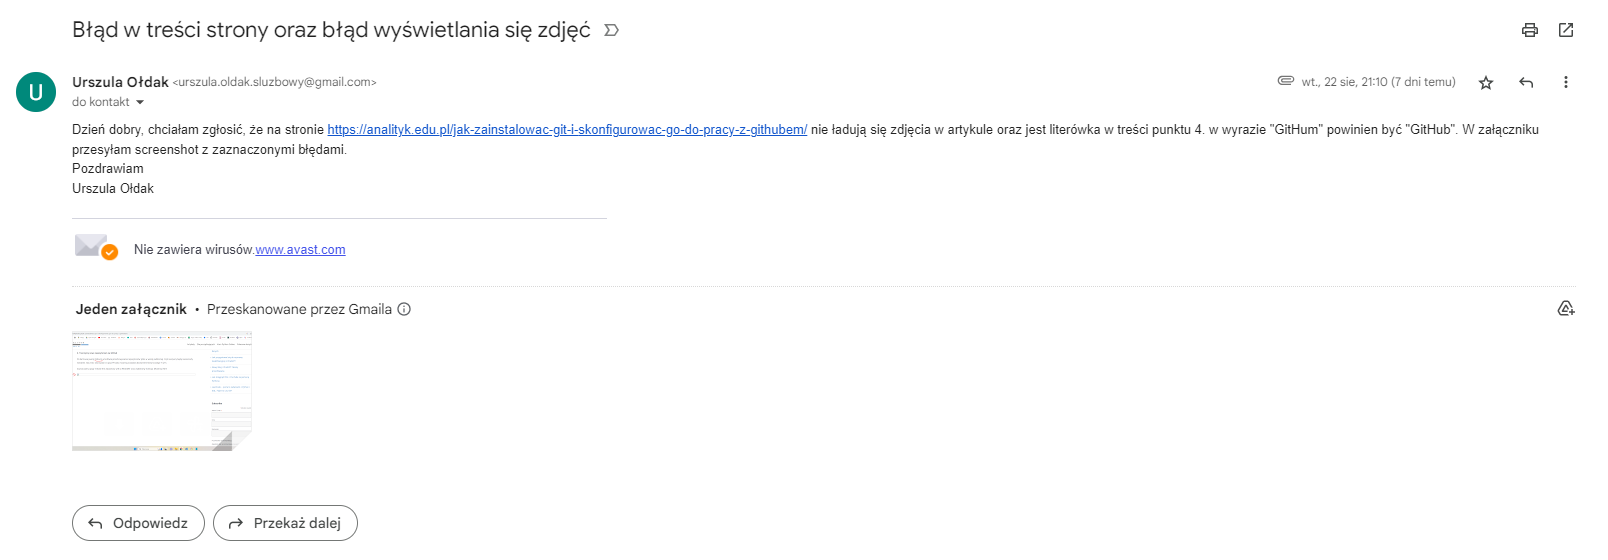 Błąd w treści strony oraz błąd wyświetlania się zdjęć
U
Urszula Ołdak <urszula.oldak.sluzbowy@gmail.com>
wt., 22 sie, 21:10 (7 dni temu)
do kontakt
Dzień dobry, chciałam zgłosić, że na stronie https://analityk.edu.pl/jak-zainstalowac-git-i-skonfigurowac-go-do-pracy-z-githubem/ nie ładują się zdjęcia w artykule oraz jest literówka w treści punktu 4. w wyrazie "GitHum" powinien być "GitHub". W załączniku
przesyłam screenshot z zaznaczonymi błędami.
Pozdrawiam
Urszula Ołdak
Nie zawiera wirusów.www.avast.com
Jeden załącznik • Przeskanowane przez Gmaila
Odpowiedz
Przekaż dalej